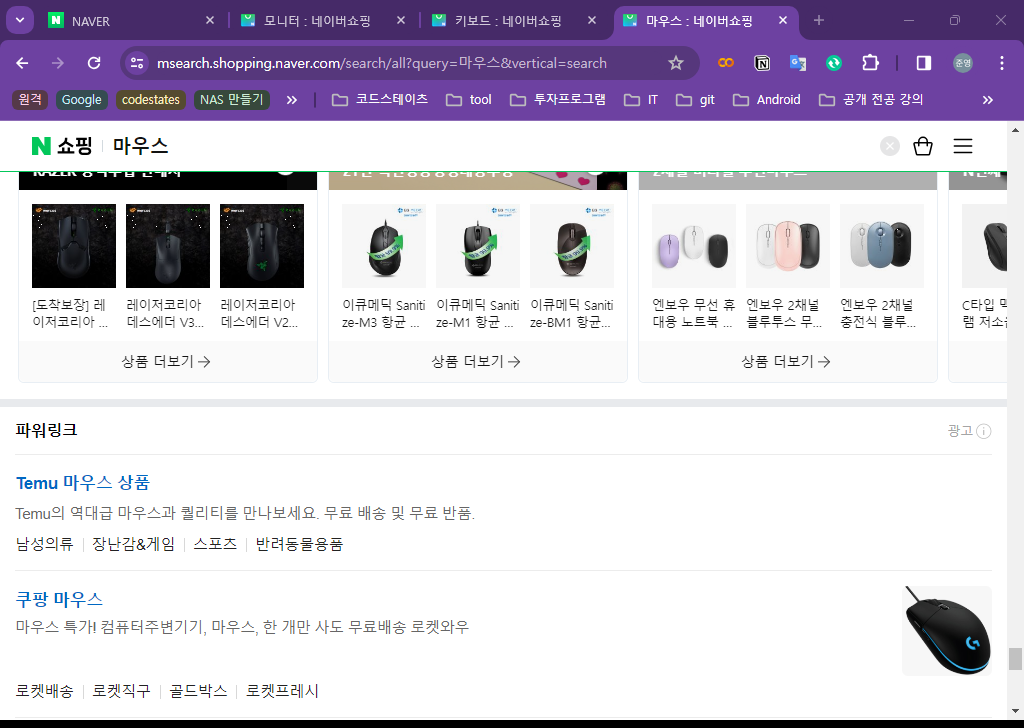 NAVER
모니터 : 네이버쇼핑
키보드 : 네이버쇼핑
마우스 : 네이버쇼핑
msearch.shopping.naver.com/search/all?query=마우스&vertical=search
준영
원격
Google
codestates
NAS 만들기
코드스테이츠
tool
투자프로그램
IT
git
Android
공개 전공 강의
N 쇼핑
마우스
[도착보장] 레
이저코리아 ...
레이저코리아
데스에더 V3...
레이저코리아
데스에더 V2...
상품 더보기
이큐메딕 Saniti
ze-M3 항균 ...
이큐메딕 Saniti
ze-M1 항균 ...
이큐메딕 Saniti
ze-BM1 항균...
상품 더보기
엔보우 무선 휴
대용 노트북 ...
엔보우 2채널
블루투스 무...
엔보우 2채널
충전식 블루...
상품 더보기
파워링크
광고
Temu 마우스 상품
Temu의 역대급 마우스과 퀄리티를 만나보세요. 무료 배송 및 무료 반품.
남성의류
장난감&게임
스포츠
반려동물용품
쿠팡 마우스
마우스 특가! 컴퓨터주변기기, 마우스, 한 개만 사도 무료배송 로켓와우
로켓배송
로켓직구
골드박스
로켓프레시